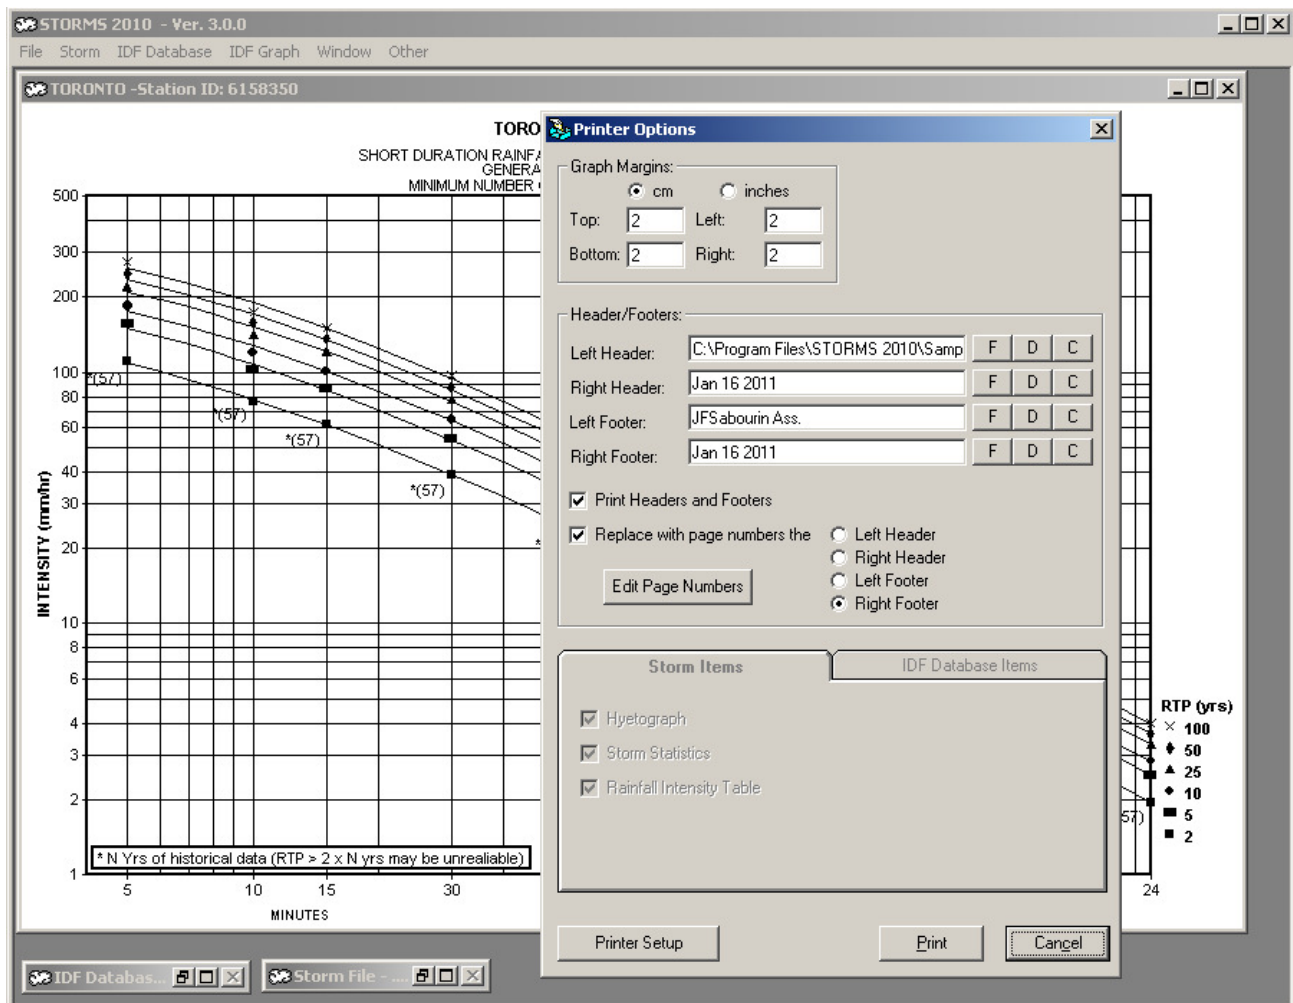 STORMS 2010 - Ver. 3.0.0
File Storm IDF Database IDF Graph Window Other
TORONTO -Station ID: 6158350
TORO
SHORT DURATION RAINFA
GENERA
MINIMUM NUMBER
500
300
200
100
80
60
40
30
20
10
8
6
4
3
2
1
INTENSITY (mm/hr)
*(57)
*(57)
*(57)
*(57)
*
* N Yrs of historical data (RTP > 2 x N yrs may be unrealiable)
5 10 15 30
MINUTES
Printer Options
Graph Margins:
cm inches
Top: 2 Left: 2
Bottom: 2 Right: 2
Header/Footers:
Left Header: C:\Program Files\STORMS 2010\Samp F D C
Right Header: Jan 16 2011 F D C
Left Footer: JFSabourin Ass. F D C
Right Footer: Jan 16 2011 F D C
Print Headers and Footers
Replace with page numbers the
Left Header
Right Header
Left Footer
Right Footer
Edit Page Numbers
Storm Items IDF Database Items
Hyetograph
Storm Statistics
Rainfall Intensity Table
Printer Setup Print Cancel
RTP (yrs)
100
50
25
10
5
2
57)
24
IDF Databas...
Storm File - ....